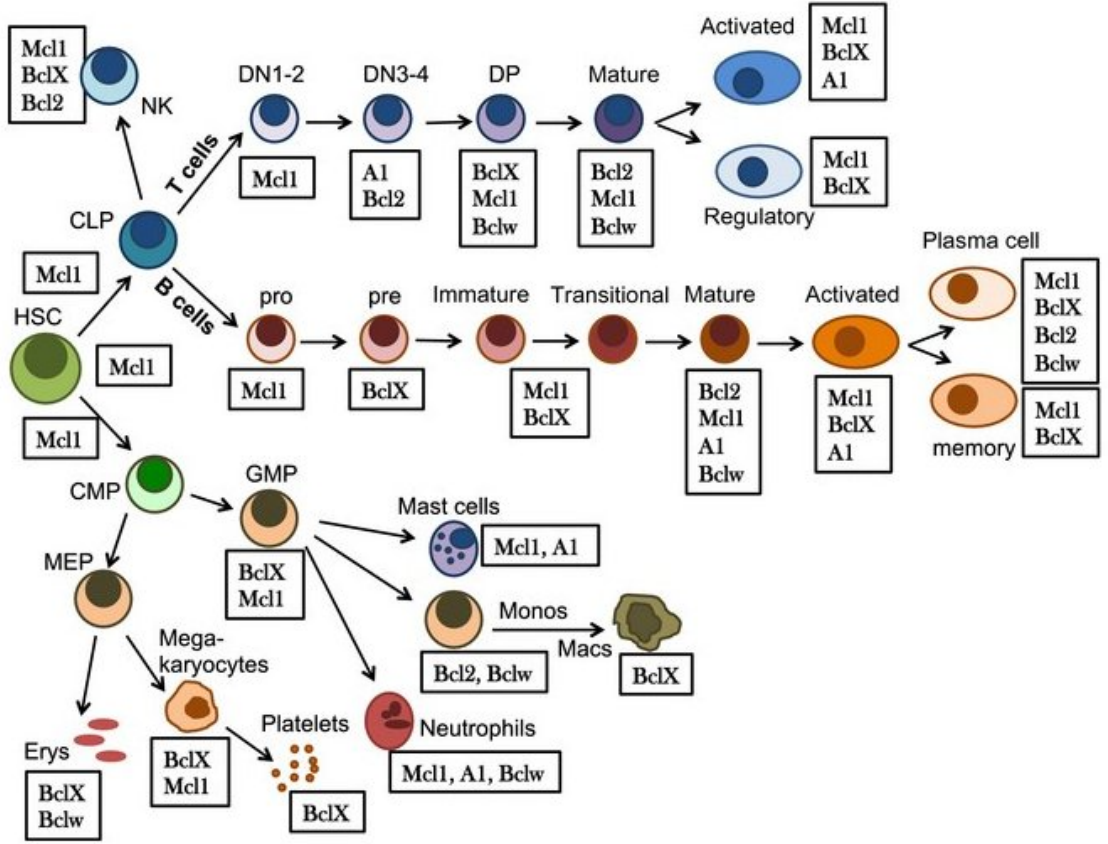 Mcl1
BclX
Bcl2
NK
CLP
T cells
B cells
DN1-2
Mcl1
DN3-4
A1
Bcl2
DP
BclX
Mcl1
Bclw
Mature
Bcl2
Mcl1
Bclw
Activated
Mcl1
BclX
A1
Regulatory
Mcl1
BclX
Mcl1
HSC
Mcl1
Mcl1
pro
Mcl1
pre
BclX
Immature
Transitional
Mcl1
BclX
Mature
Bcl2
Mcl1
A1
Bclw
Activated
Mcl1
BclX
A1
Plasma cell
Mcl1
BclX
Bcl2
Bclw
memory
Mcl1
BclX
CMP
GMP
BclX
Mcl1
Mast cells
Mcl1, A1
Monos
Macs
Bcl2, Bclw
BclX
Neutrophils
Mcl1, A1, Bclw
MEP
Mega-
karyocytes
BclX
Mcl1
Platelets
BclX
Erys
BclX
Bclw